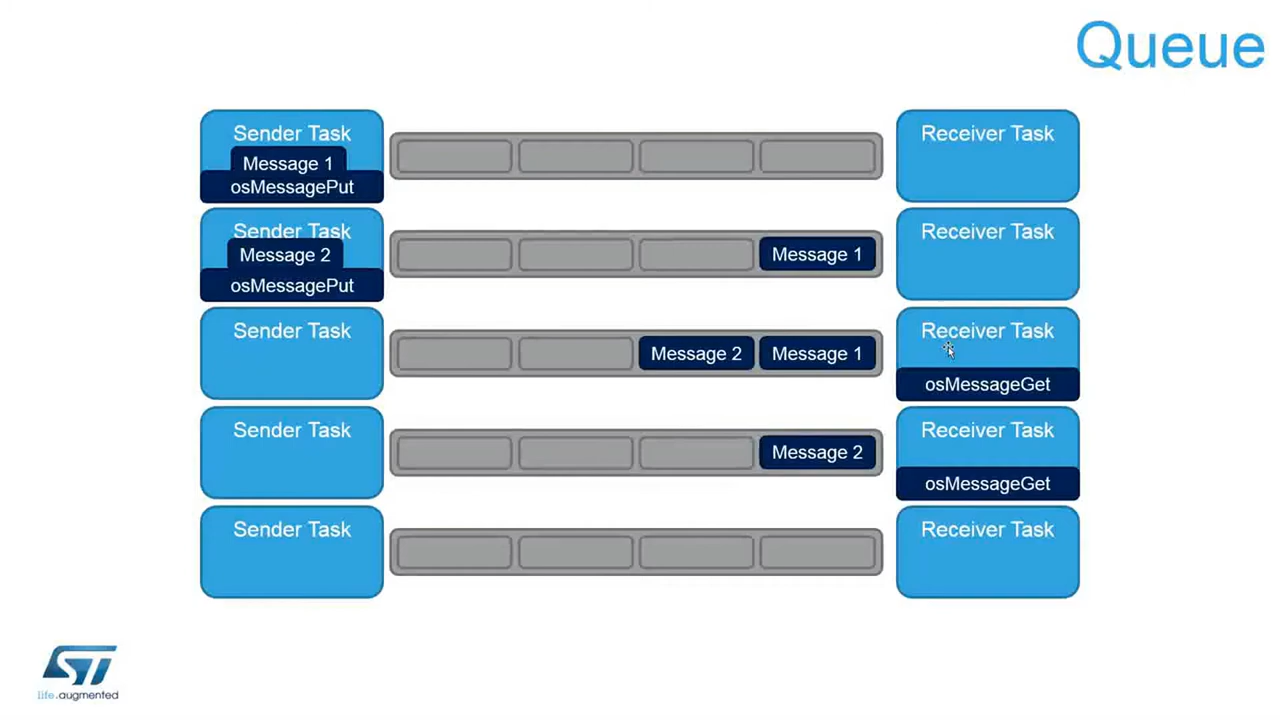 Queue
Sender Task
Message 1
osMessagePut
Receiver Task
Sender Task
Message 2
osMessagePut
Message 1
Receiver Task
Sender Task
Message 2
Message 1
Receiver Task
osMessageGet
Sender Task
Message 2
Receiver Task
osMessageGet
Sender Task
Receiver Task
ST
life.augmented